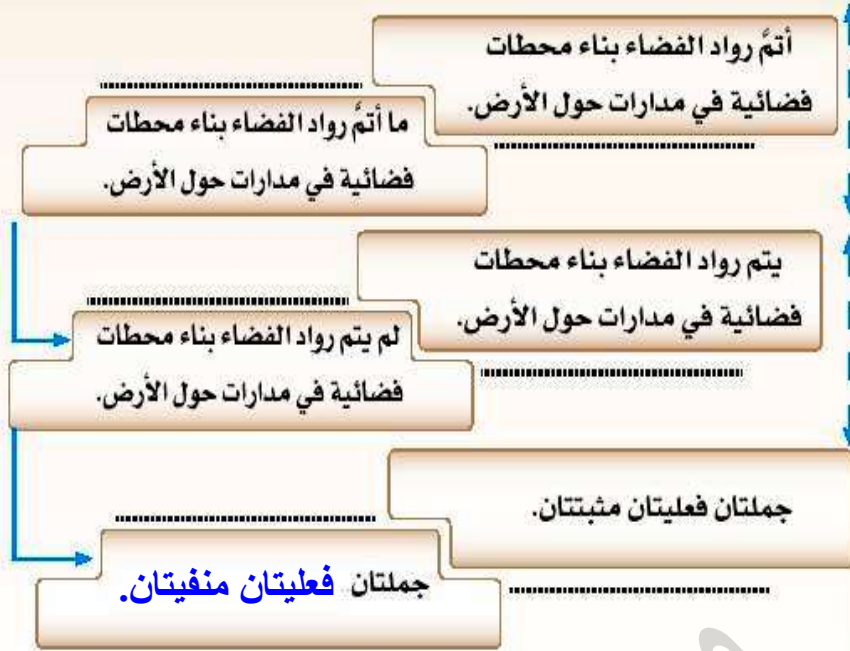 أتمَّ رواد الفضاء بناء محطات
فضائية في مدارات حول الأرض.
ما أتمَّ رواد الفضاء بناء محطات
فضائية في مدارات حول الأرض.
يتم رواد الفضاء بناء محطات
فضائية في مدارات حول الأرض.
لم يتم رواد الفضاء بناء محطات
فضائية في مدارات حول الأرض.
جملتان فعليتان مثبتتان.
جملتان فعليتان منفيتان.